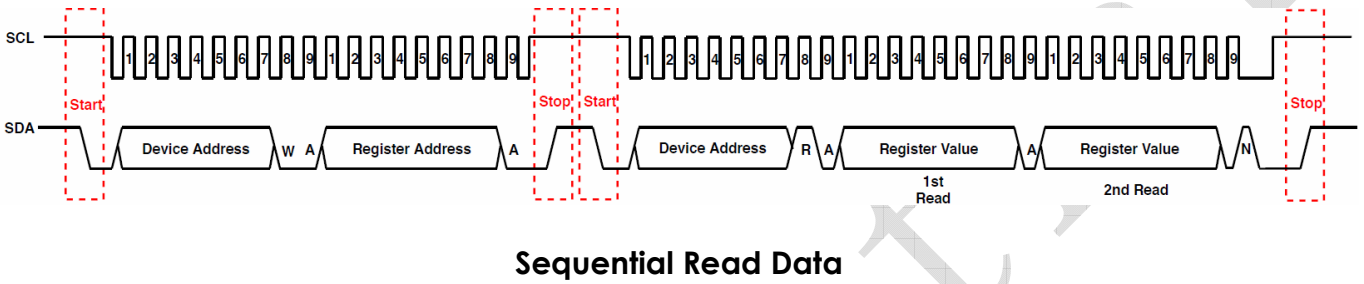 SCL 1 2 3 4 5 6 7 8 9 1 2 3 4 5 6 7 8 9 1 2 3 4 5 6 7 8 9 1 2 3 4 5 6 7 8 9 1 2 3 4 5 6 7 8 9
Start Stop Start Stop
SDA Device Address W A Register Address A Device Address R A Register Value A Register Value N
1st
Read 2nd Read
Sequential Read Data